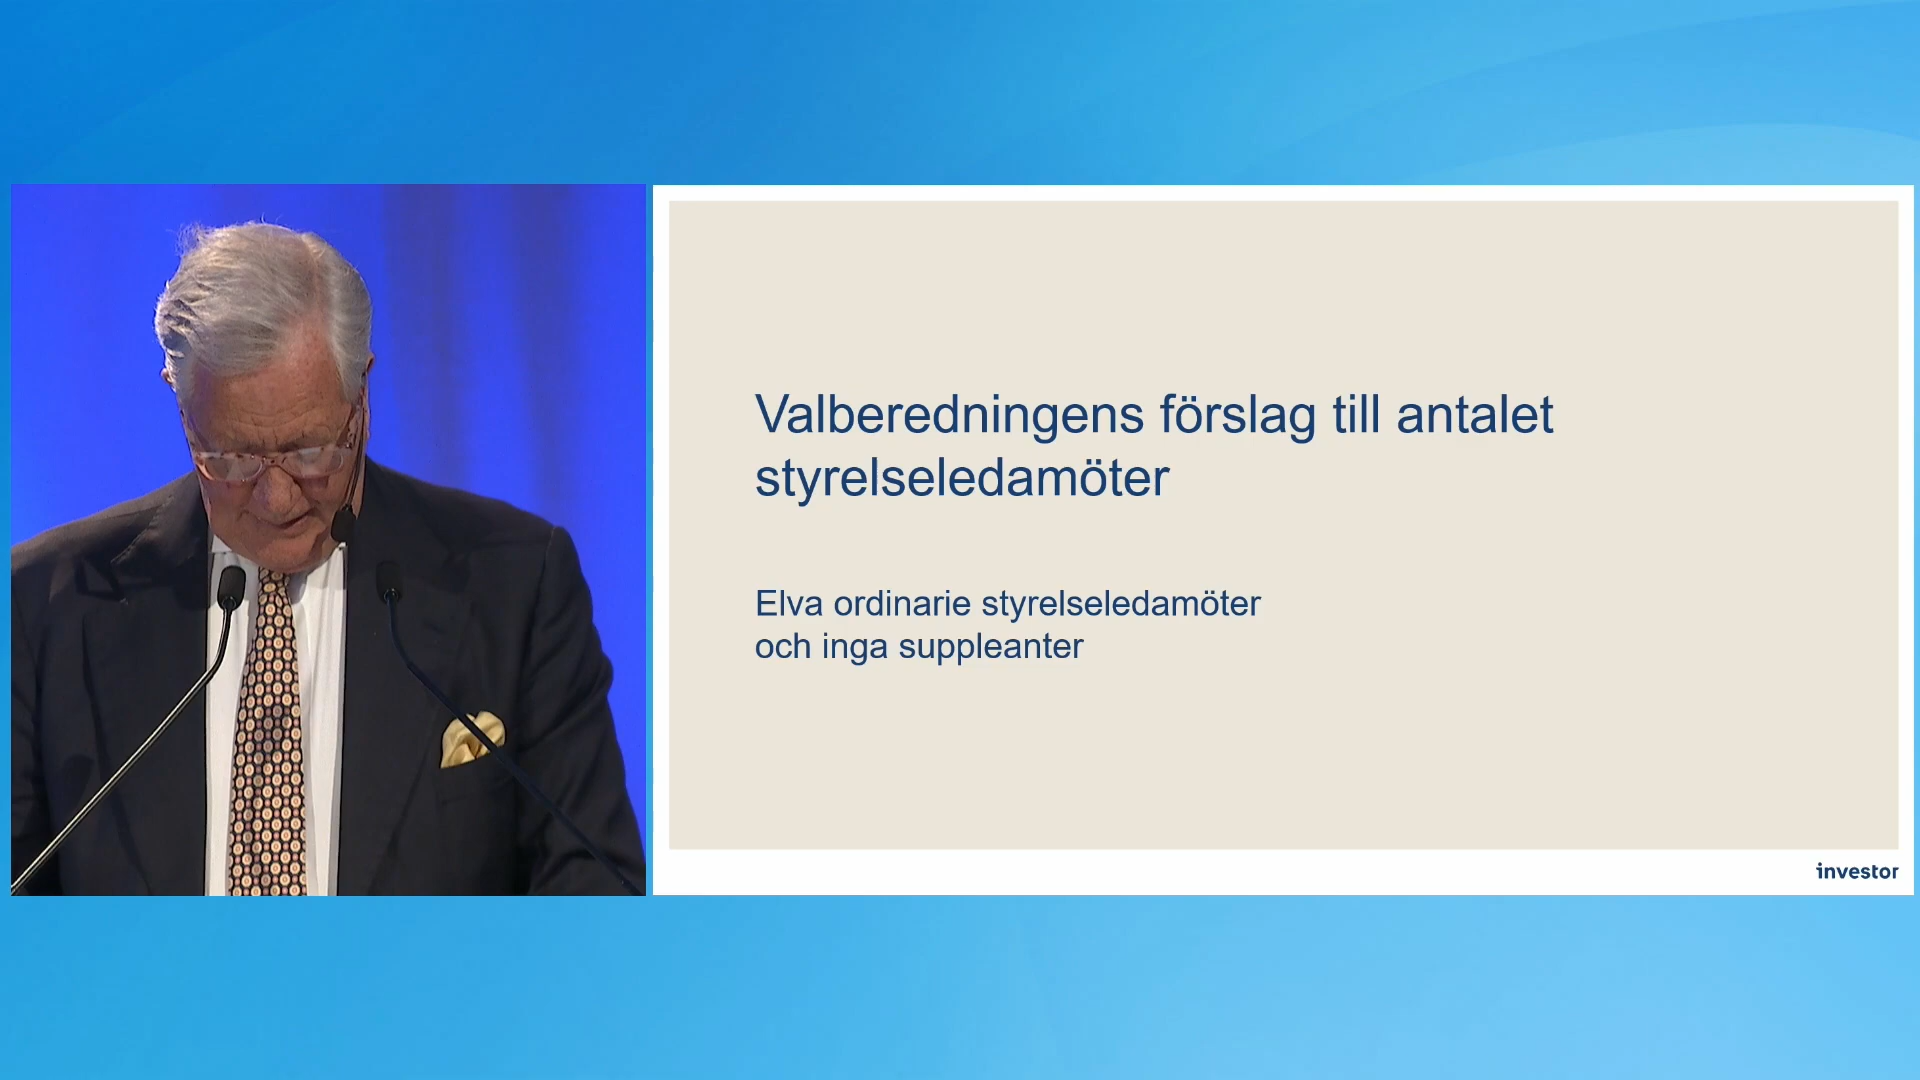 Valberedningens förslag till antalet
styrelseledamöter
Elva ordinarie styrelseledamöter
och inga suppleanter
investor